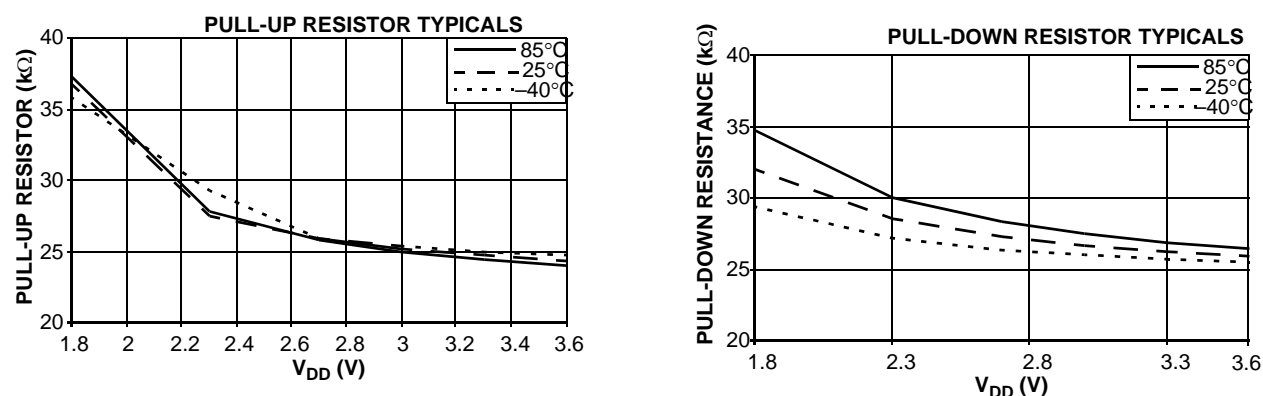 PULL-UP RESISTOR TYPICALS
PULL-UP RESISTOR (kΩ)
40
35
30
25
20
85°C
25°C
–40°C
1.8 2 2.2 2.4 2.6 2.8 3 3.2 3.4 3.6
VDD (V)
PULL-DOWN RESISTOR TYPICALS
PULL-DOWN RESISTANCE (kΩ)
40
35
30
25
20
85°C
25°C
–40°C
1.8 2.3 2.8 3.3 3.6
VDD (V)